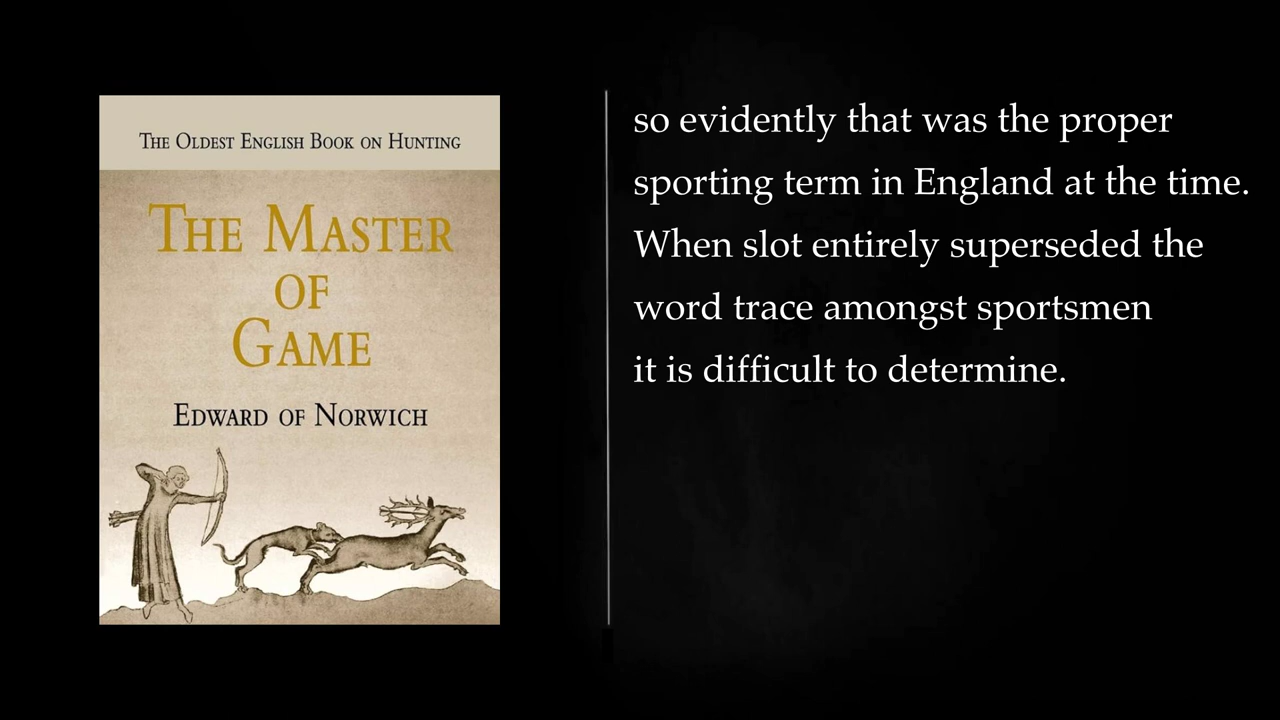 The Oldest English Book on Hunting
The Master
of
Game
Edward of Norwich
so evidently that was the proper
sporting term in England at the time.
When slot entirely superseded the
word trace amongst sportsmen
it is difficult to determine.